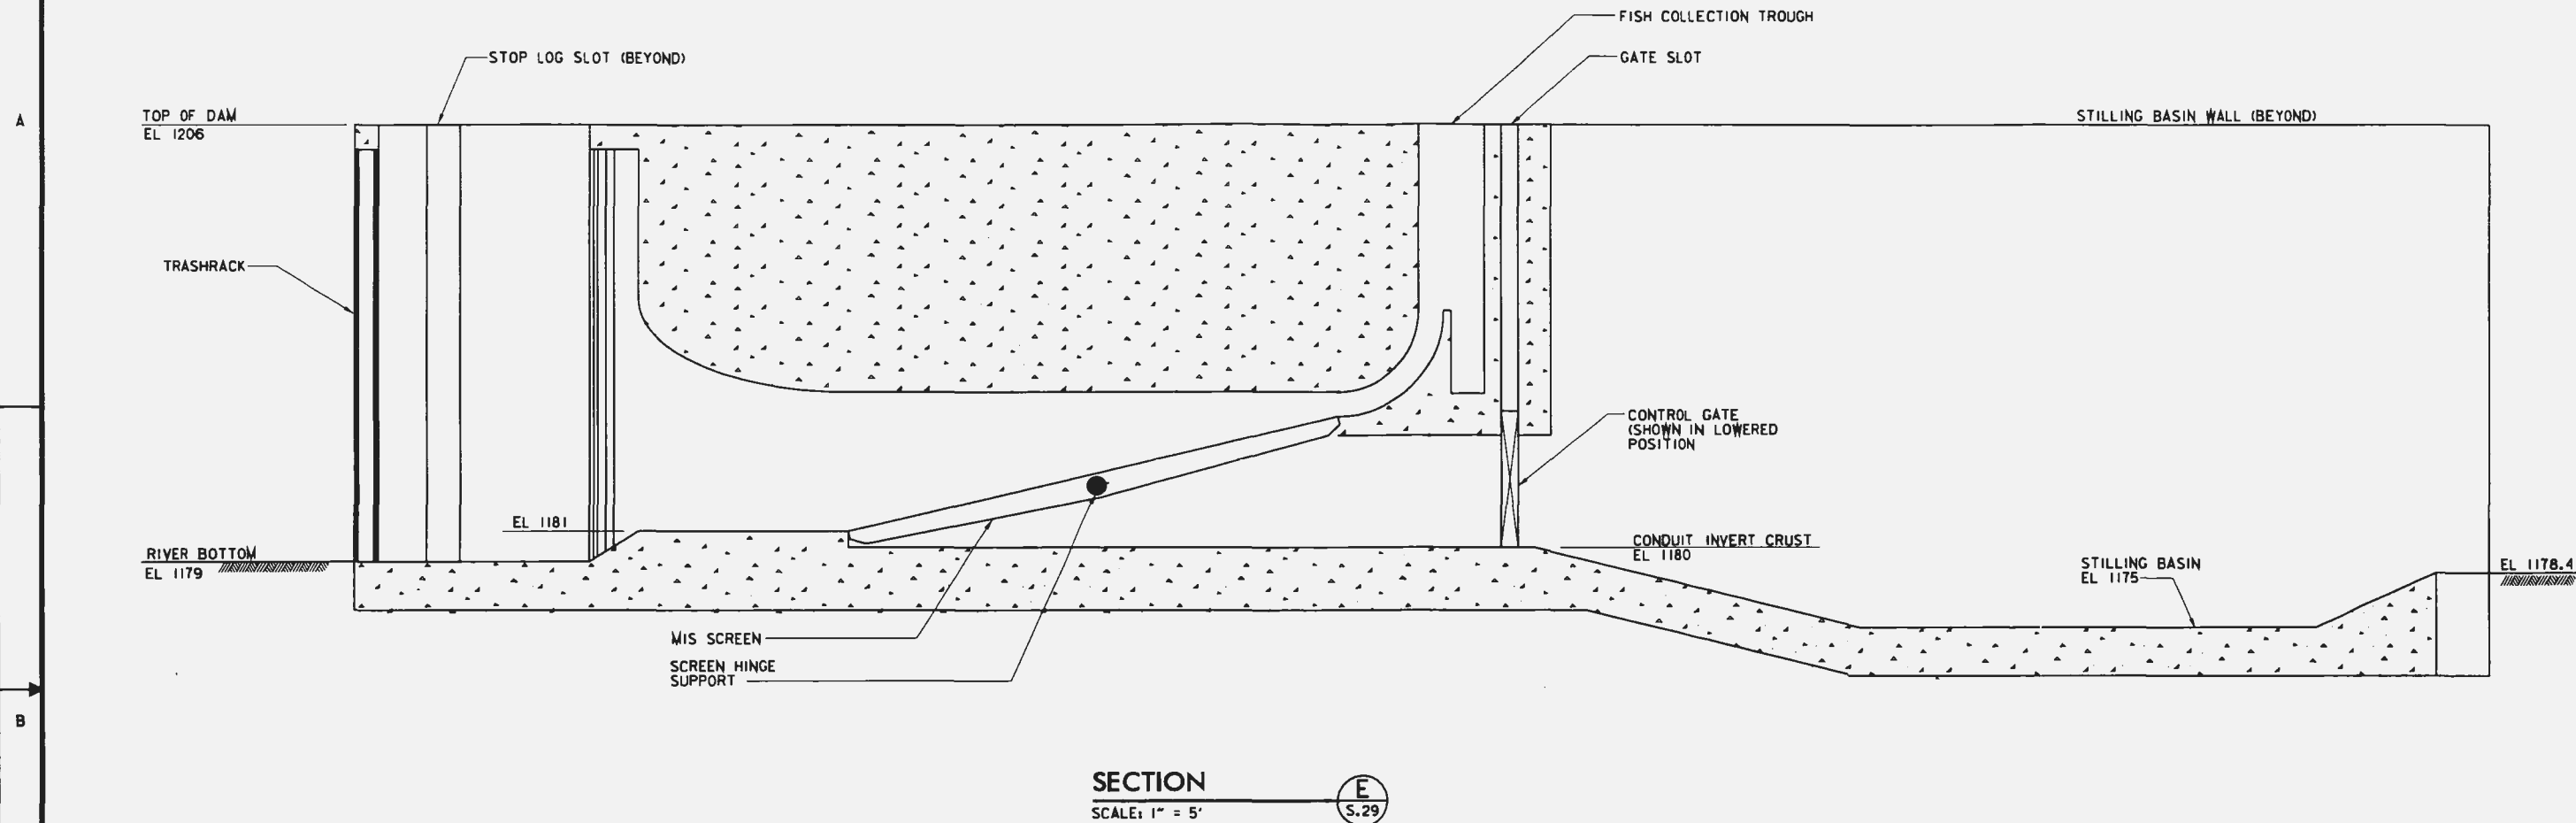 FISH COLLECTION TROUGH
STOP LOG SLOT (BEYOND)
GATE SLOT
A
TOP OF DAM
EL 1206
STILLING BASIN WALL (BEYOND)
TRASHRACK
CONTROL GATE
(SHOWN IN LOWERED
POSITION
EL 1181
RIVER BOTTOM
EL 1179
CONDUIT INVERT CRUST
EL 1180
STILLING BASIN
EL 1175
EL 1178.4
MIS SCREEN
SCREEN HINGE
SUPPORT
B
SECTION
SCALE: 1" = 5'
E
S.29